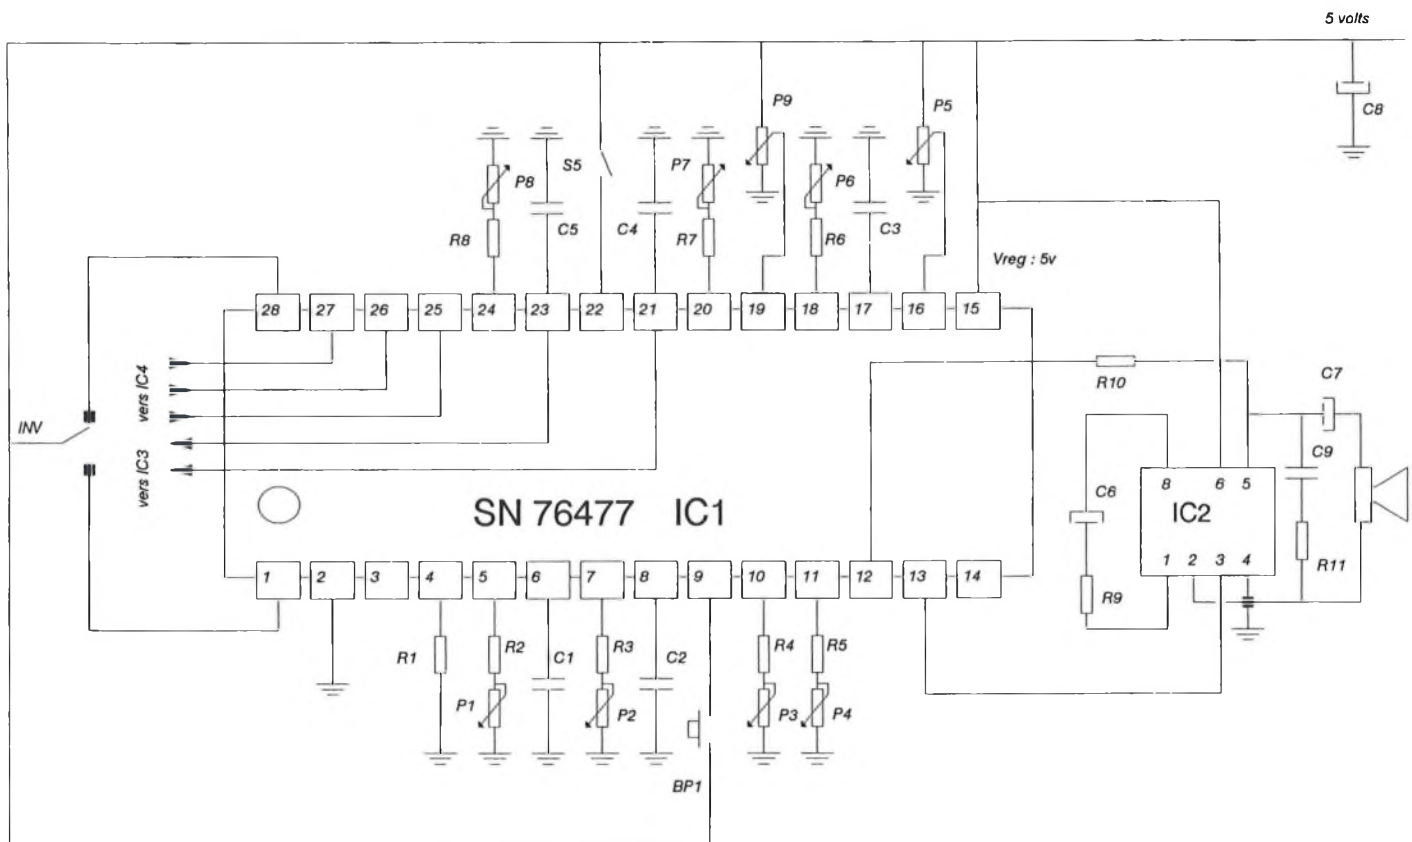 5 volts
P9
P5
C8
P8
S5
P7
P6
R8
C5
C4
R7
R6
C3
Vreg : 5v
28
27
26
25
24
23
22
21
20
19
18
17
16
15
R10
C7
vers IC4
INV
vers IC3
C9
C6
8
6
5
SN 76477
IC1
IC2
1
2
3
4
R11
R9
1
2
3
4
5
6
7
8
9
10
11
12
13
14
R1
R2
C1
R3
C2
R4
R5
P1
P2
P3
P4
BP1